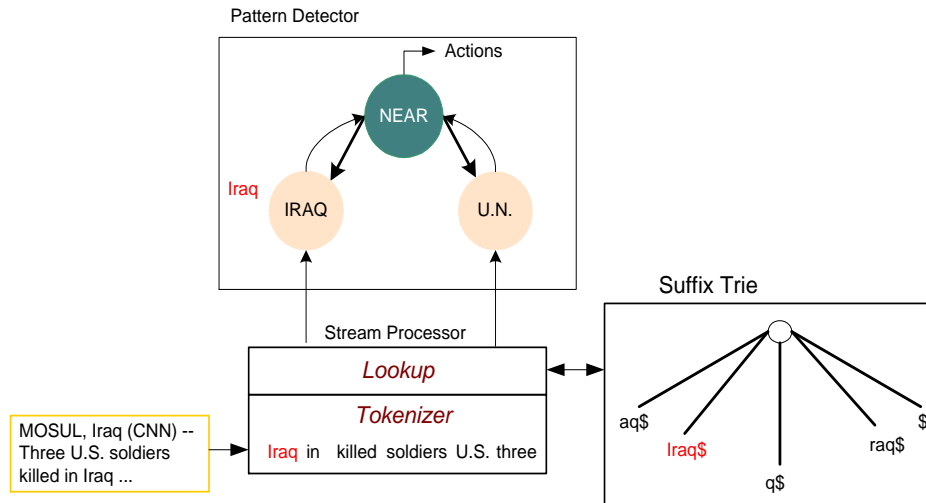 Pattern Detector
Actions
NEAR
Iraq
IRAQ
U.N.
Suffix Trie
Stream Processor
Lookup
Tokenizer
Iraq in killed soldiers U.S. three
MOSUL, Iraq (CNN) --
Three U.S. soldiers
killed in Iraq ...
aq$
Iraq$
q$
raq$
$